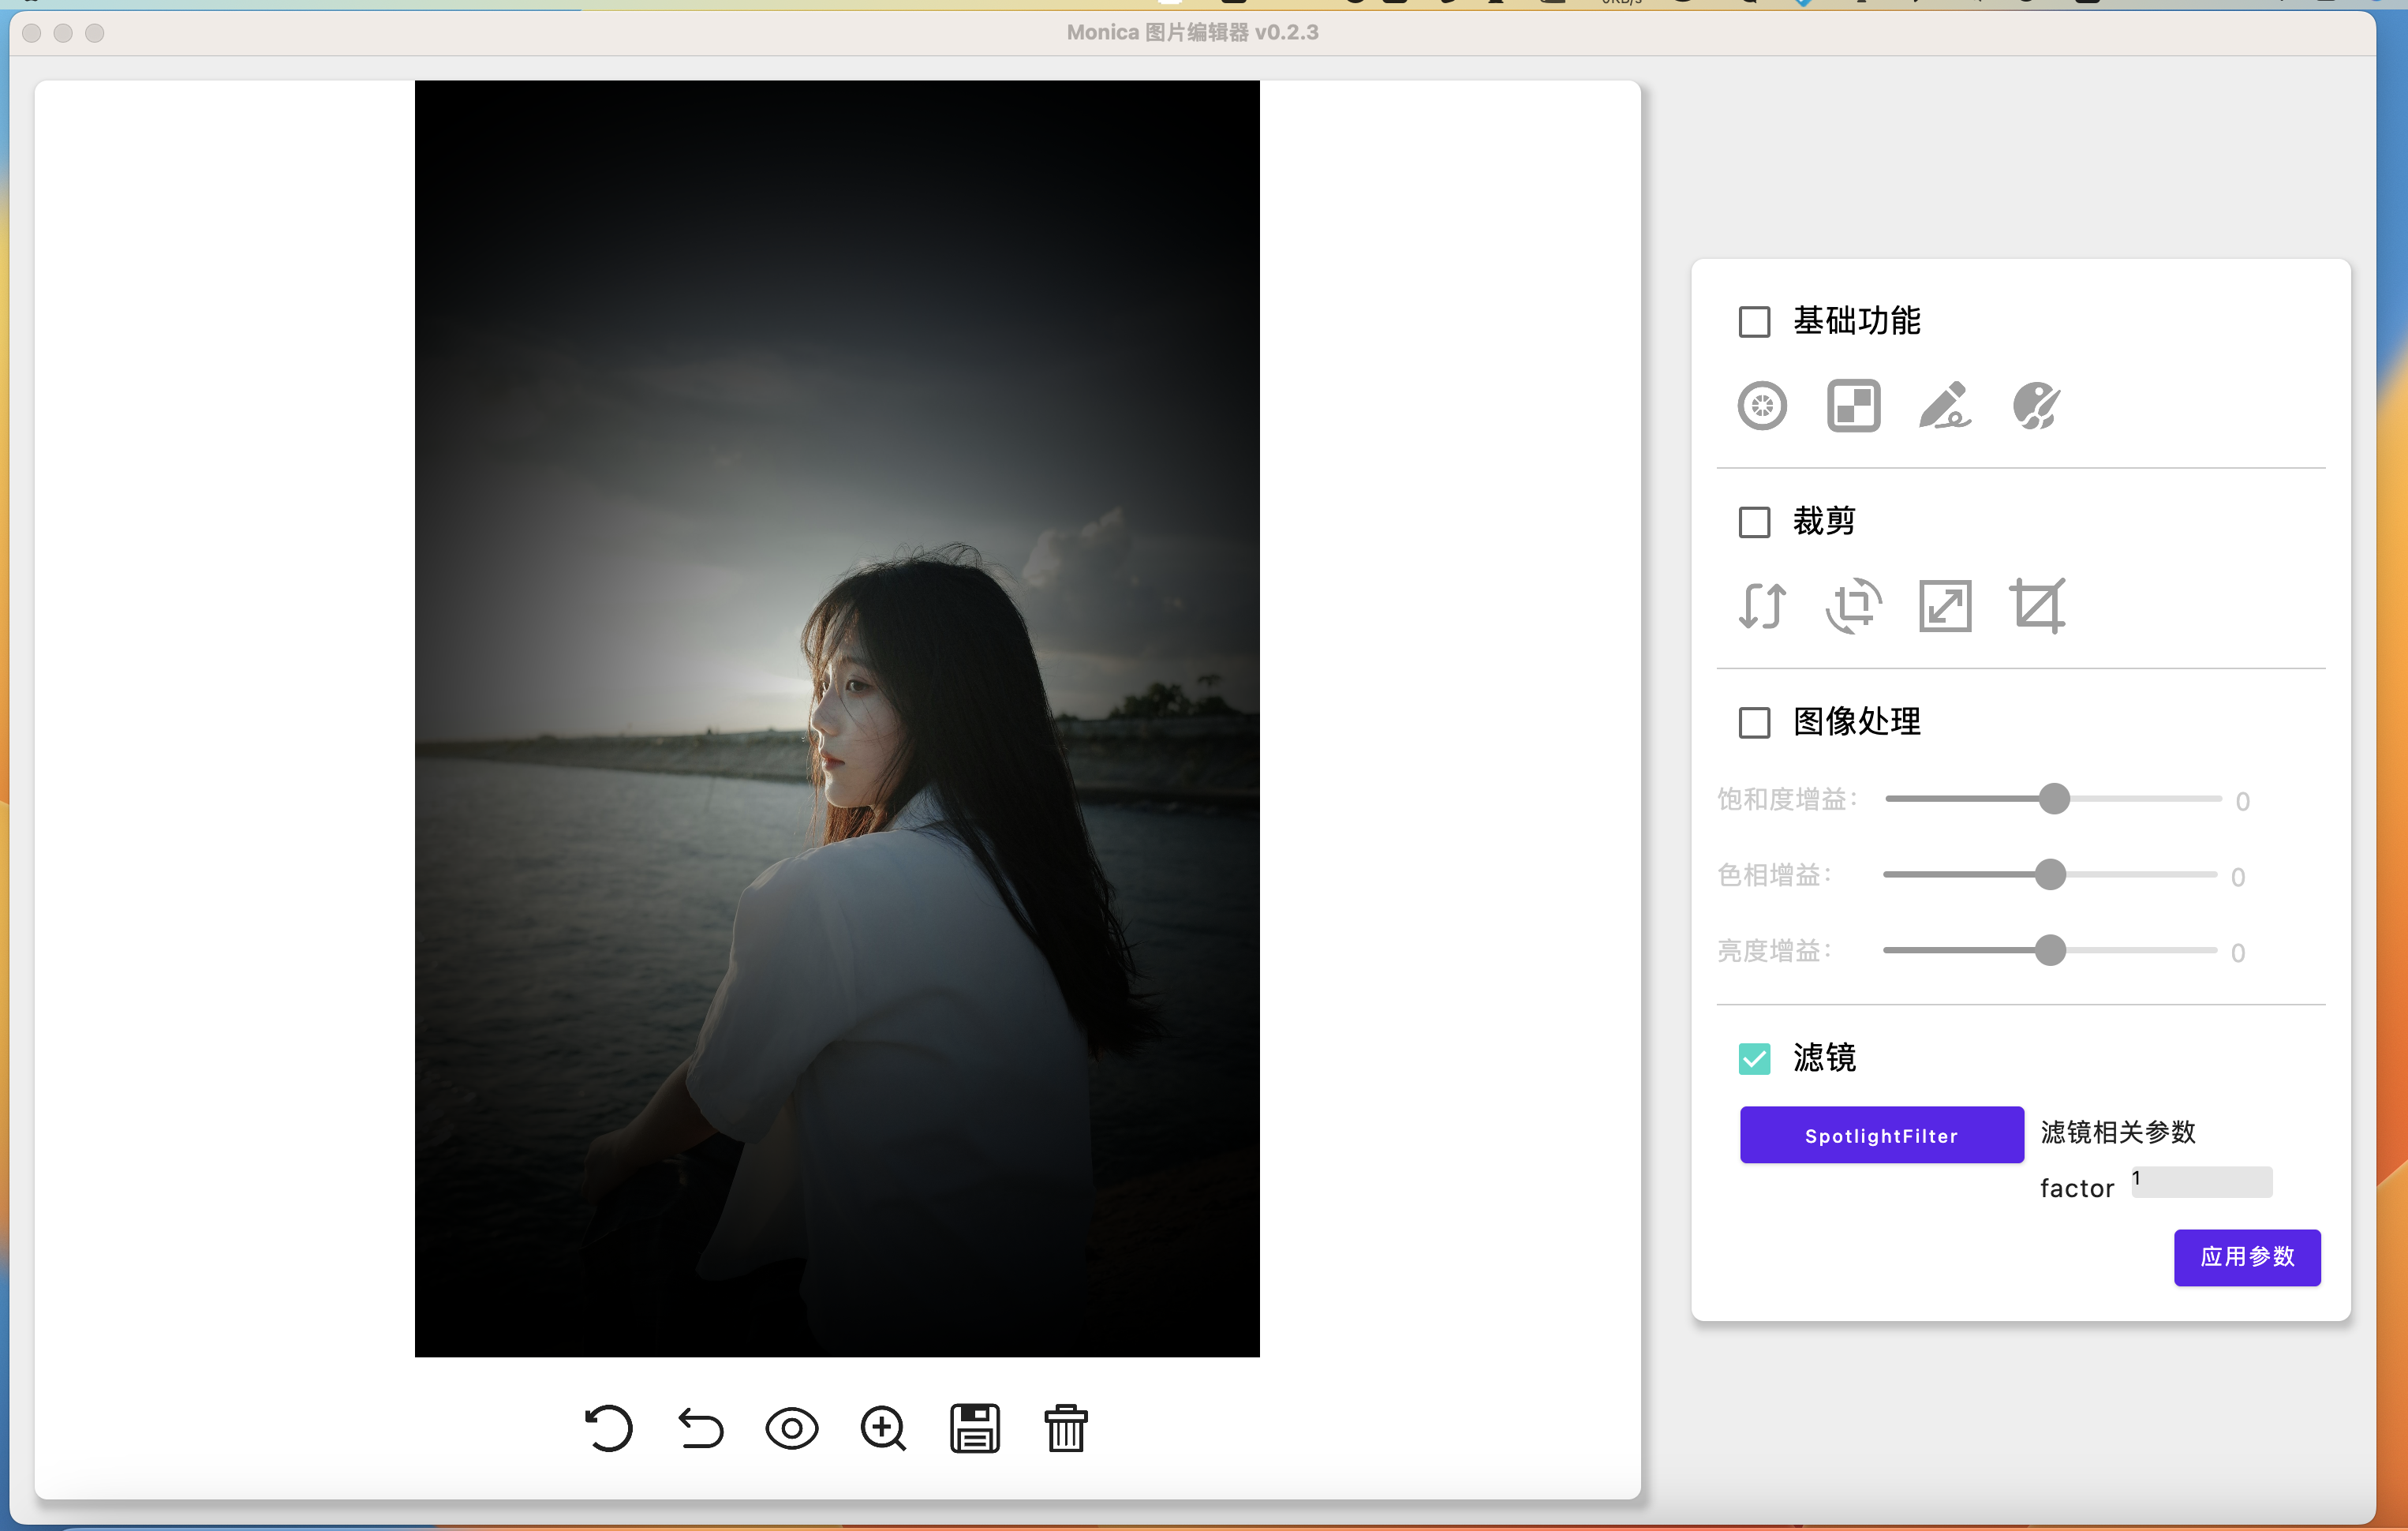 Monica 图片编辑器 v0.2.3
基础功能
裁剪
图像处理
饱和度增益：
0
色相增益：
0
亮度增益：
0
滤镜
SpotlightFilter
滤镜相关参数
factor
1
应用参数